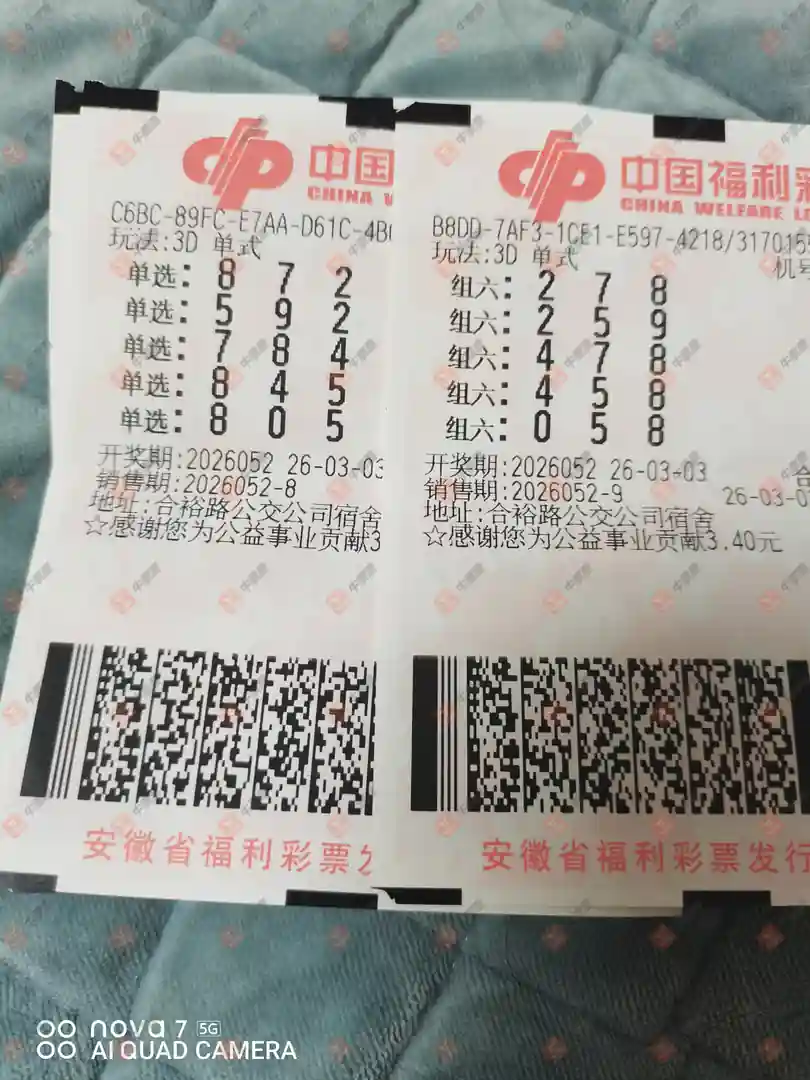 中国
CHINA W
C6BC-89FC-E7AA-D61C-4B
玩法:3D 单式
单选: 8 7 2
单选: 5 9 2
单选: 7 8 4
单选: 8 4 5
单选: 8 0 5
开奖期:2026052 26-03-03
销售期:2026052-8
地址:合裕路公交公司宿舍
☆感谢您为公益事业贡献3
安徽省福利彩票
中国福利彩
CHINA WELFARE L
B8DD-7AF3-1CE1-E597-4218/317015
玩法:3D 单式
机号
组六: 2 7 8
组六: 2 5 9
组六: 4 7 8
组六: 4 5 8
组六: 0 5 8
开奖期:2026052 26-03-03
销售期:2026052-9
26-03-0
地址:合裕路公交公司宿舍
☆感谢您为公益事业贡献3.40元
安徽省福利彩票发行
nova 7 5G
AI QUAD CAMERA